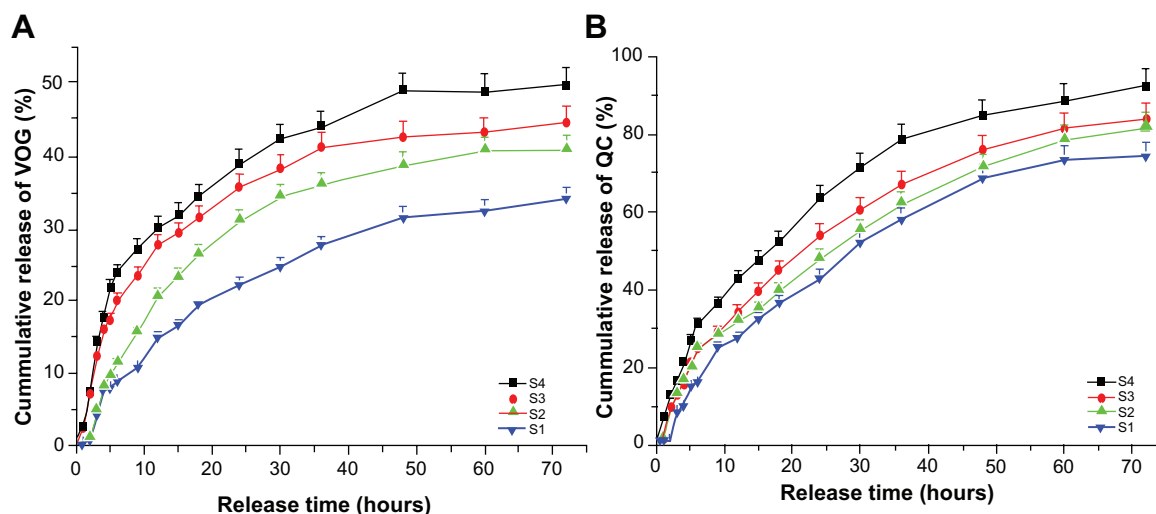 A
Cummulative release of VOG (%)
50
40
30
20
10
0
0 10 20 30 40 50 60 70
Release time (hours)
S4
S3
S2
S1
B
Cummulative release of QC (%)
100
80
60
40
20
0
0 10 20 30 40 50 60 70
Release time (hours)
S4
S3
S2
S1